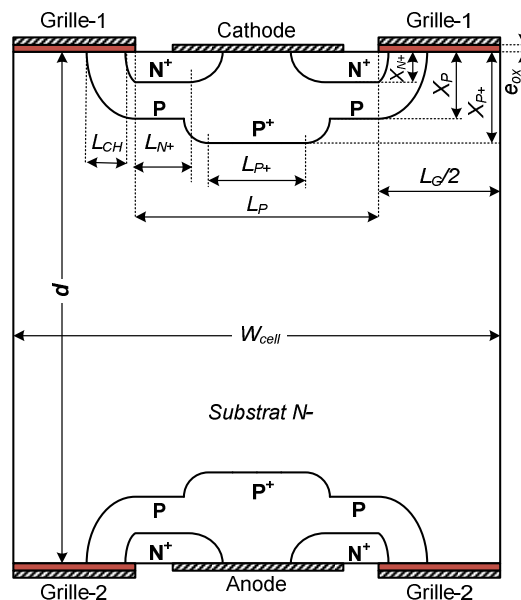 Grille-1 Cathode Grille-1
N+ N+ XN+ XP XP+ eox
P P
LCH LN+ P+
LP+ LG/2
LP
d
Wcell
Substrat N-
P+
P P
N+ N+
Grille-2 Anode Grille-2